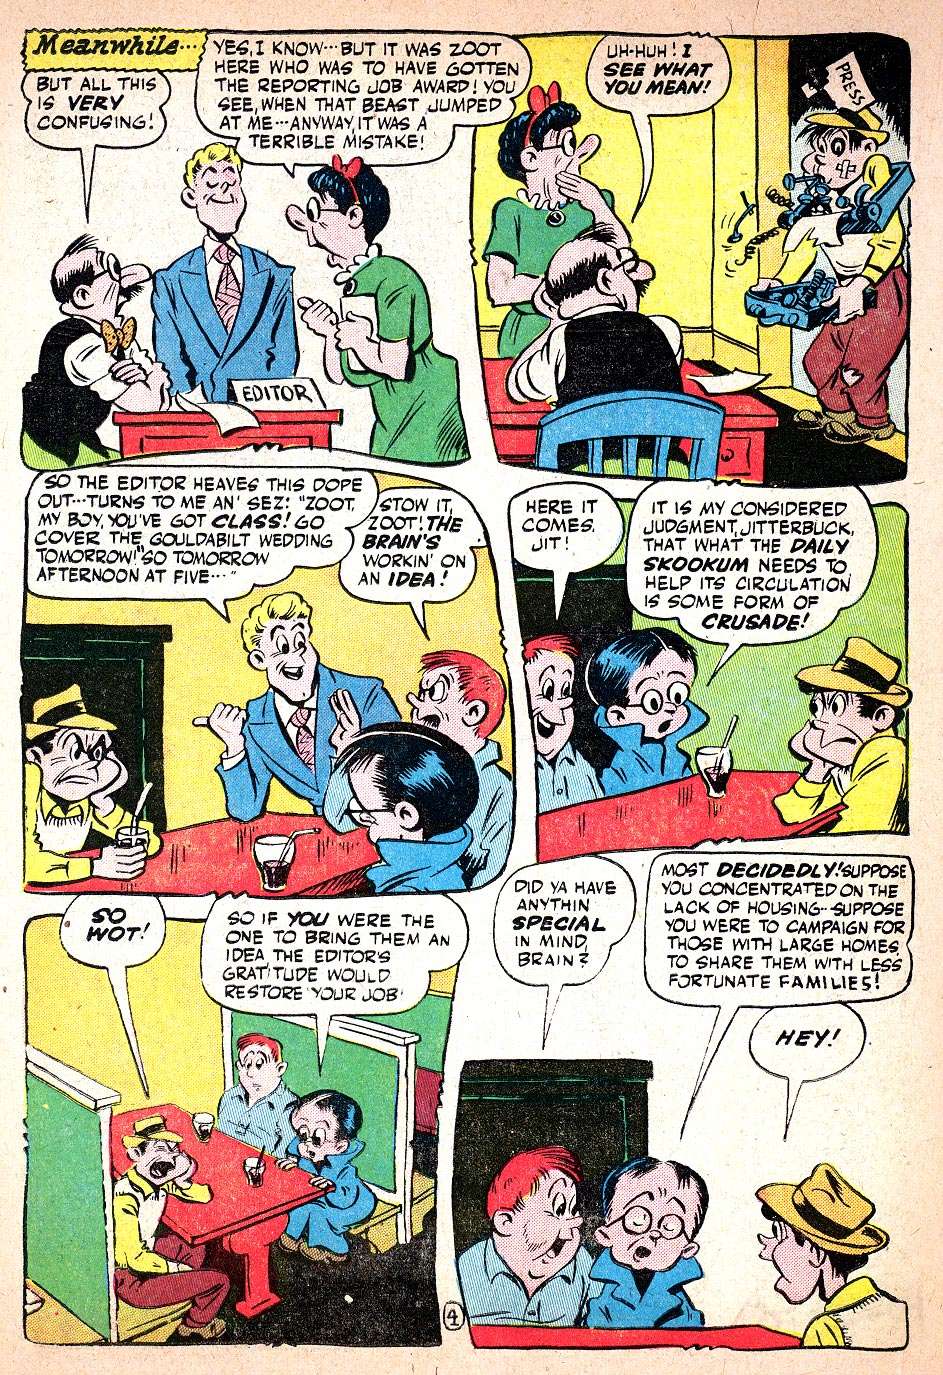 Meanwhile...
BUT ALL THIS
IS VERY
CONFUSING!
YES, I KNOW...BUT IT WAS ZOOT
HERE WHO WAS TO HAVE GOTTEN
THE REPORTING JOB AWARD! YOU
SEE, WHEN THAT BEAST JUMPED
AT ME...ANYWAY, IT WAS A
TERRIBLE MISTAKE!
EDITOR
UH-HUH! I
SEE WHAT
YOU MEAN!
PRESS
SO THE EDITOR HEAVES THIS DOPE
OUT...TURNS TO ME AN' SEZ: "ZOOT,
MY BOY, YOU'VE GOT CLASS! GO
COVER THE GOULDABILT WEDDING
TOMORROW!" SO TOMORROW
AFTERNOON AT FIVE..."
STOW IT,
ZOOT! THE
BRAIN'S
WORKIN' ON
AN IDEA!
HERE IT
COMES,
JIT!
IT IS MY CONSIDERED
JUDGMENT, JITTERBUCK,
THAT WHAT THE DAILY
SKOOKUM NEEDS TO
HELP ITS CIRCULATION
IS SOME FORM OF
CRUSADE!
SO
WOT!
SO IF YOU WERE THE
ONE TO BRING THEM AN
IDEA, THE EDITOR'S
GRATITUDE WOULD
RESTORE YOUR JOB.
DID YA HAVE
ANYTHIN
SPECIAL
IN MIND,
BRAIN?
MOST DECIDEDLY! SUPPOSE
YOU CONCENTRATED ON THE
LACK OF HOUSING...SUPPOSE
YOU WERE TO CAMPAIGN FOR
THOSE WITH LARGE HOMES
TO SHARE THEM WITH LESS
FORTUNATE FAMILIES!
HEY!
4